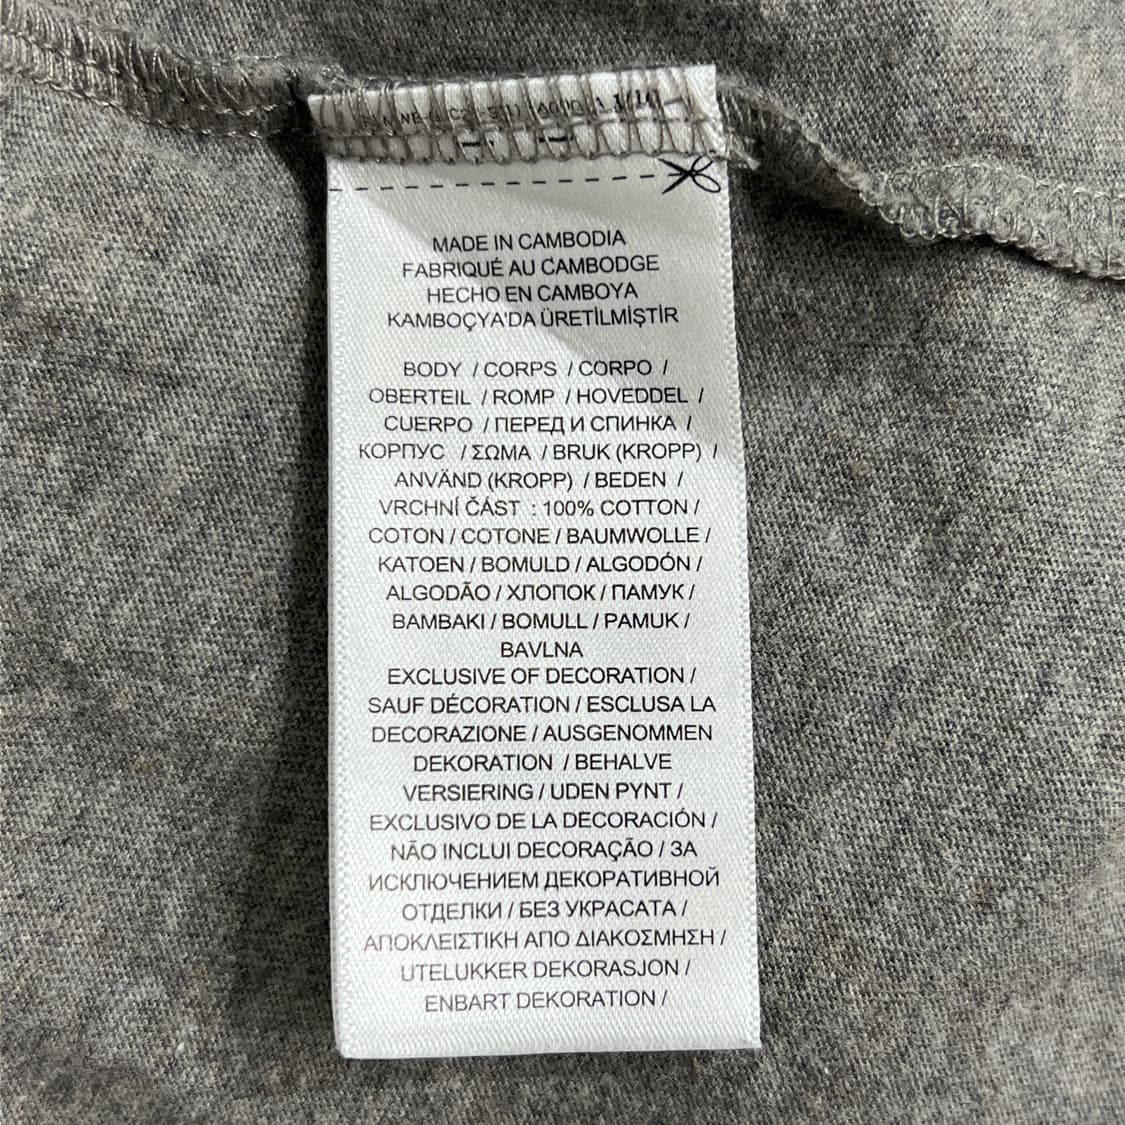 MADE IN CAMBODIA
FABRIQUÉ AU CAMBODGE
HECHO EN CAMBOYA
KAMBOÇYA'DA ÜRETİLMİŞTİR
BODY / CORPS / CORPO /
OBERTEIL / ROMP / HOVEDDEL /
CUERPO / ПЕРЕД И СПИНКА /
КОРПУС / ΣΩΜΑ / BRUK (KROPP) /
ANVÄND (KROPP) / BEDEN /
VRCHNÍ ČÁST : 100% COTTON /
COTON / COTONE / BAUMWOLLE /
KATOEN / BOMULD / ALGODÓN /
ALGODÃO / ХЛОПОК / ПАМУК /
BAMBAKI / BOMULL / PAMUK /
BAVLNA
EXCLUSIVE OF DECORATION /
SAUF DÉCORATION / ESCLUSA LA
DECORAZIONE / AUSGENOMMEN
DEKORATION / BEHALVE
VERSIERING / UDEN PYNT /
EXCLUSIVO DE LA DECORACIÓN /
NÃO INCLUI DECORAÇÃO / ЗА
ИСКЛЮЧЕНИЕМ ДЕКОРАТИВНОЙ
ОТДЕЛКИ / БЕЗ УКРАСАТА /
ΑΠΟΚΛΕΙΣΤΙΚΗ ΑΠΟ ΔΙΑΚΟΣΜΗΣΗ /
UTELUKKER DEKORASJON /
ENBART DEKORATION /